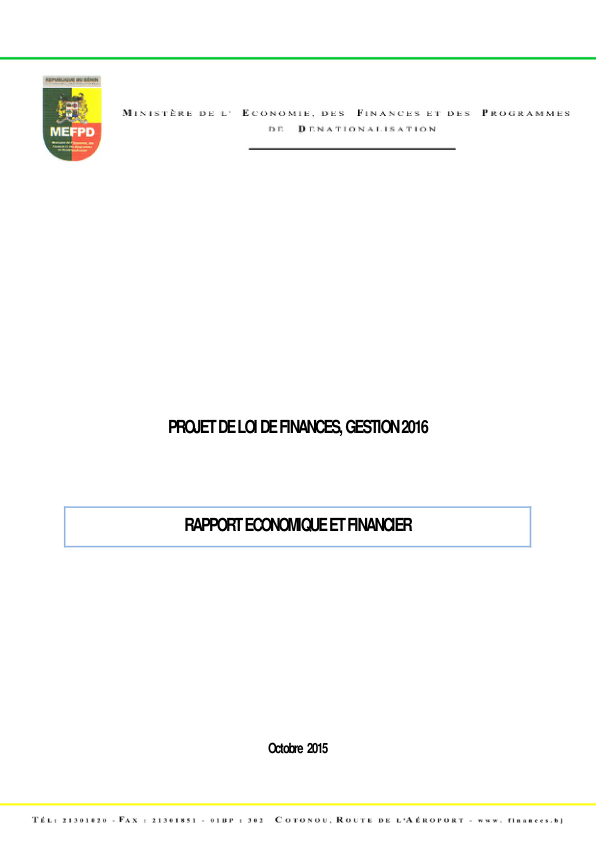 REPUBLIQUE DU BENIN
MEFPD
MINISTÈRE DE L' ECONOMIE, DES FINANCES ET DES PROGRAMMES
DE DENATIONALISATION
PROJET DE LOI DE FINANCES, GESTION 2016
RAPPORT ECONOMIQUE ET FINANCIER
Octobre 2015
TÉL: 21301020 - FAX : 21301851 - 01BP : 302 COTONOU, ROUTE DE L'AÉROPORT - www. finances.bj